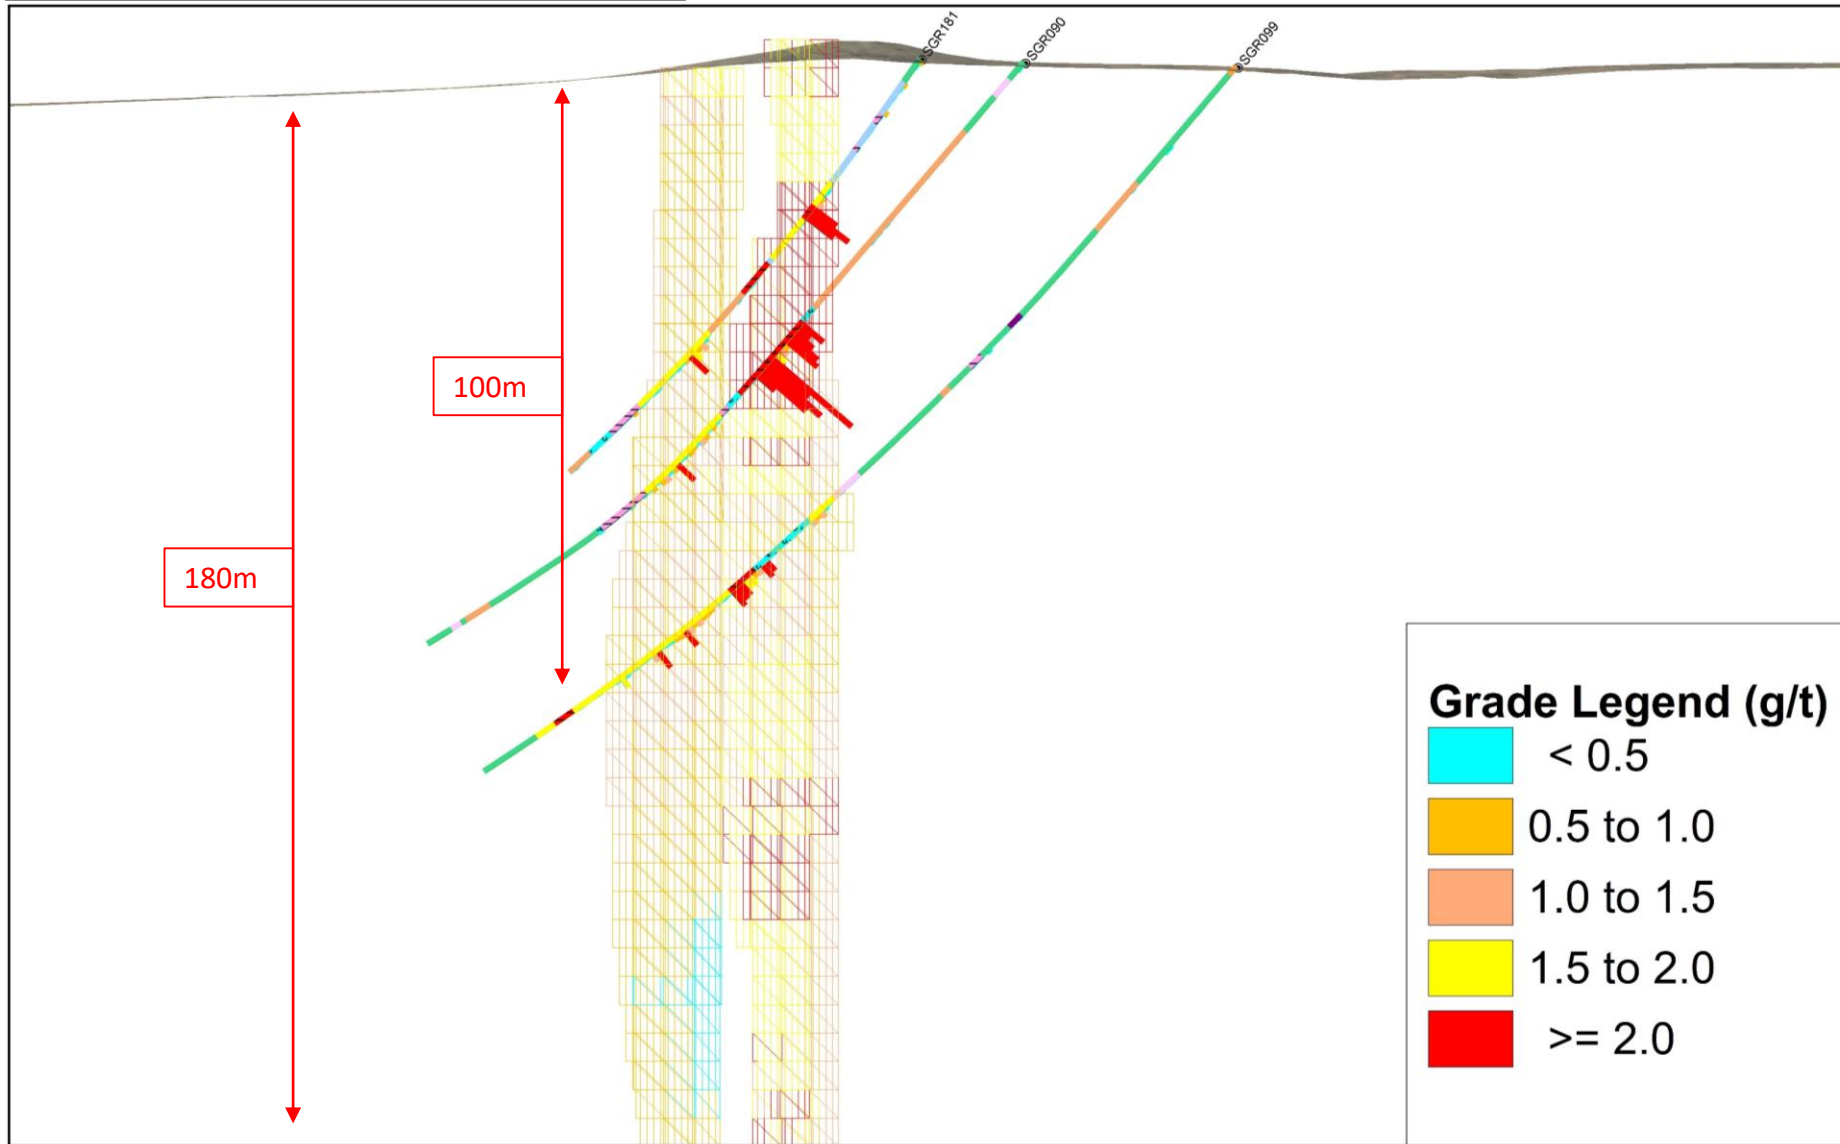 SGR181
SGR090
SGR099
100m
180m
Grade Legend (g/t)
< 0.5
0.5 to 1.0
1.0 to 1.5
1.5 to 2.0
>= 2.0